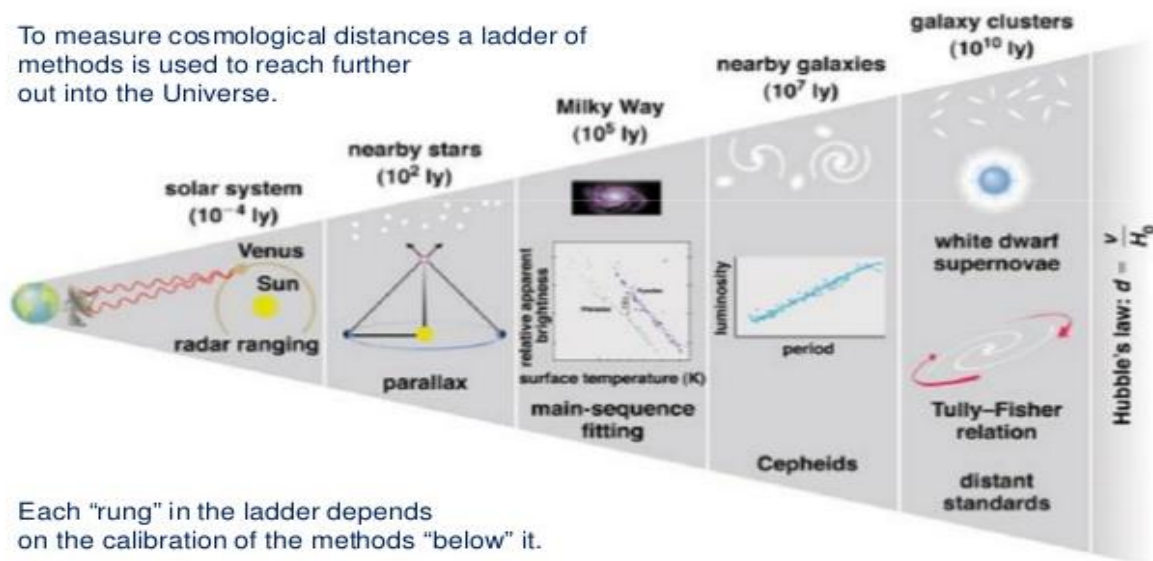 To measure cosmological distances a ladder of
methods is used to reach further
out into the Universe.
solar system
(10⁻⁴ ly)
Venus
Sun
radar ranging
nearby stars
(10² ly)
parallax
Milky Way
(10⁵ ly)
relative apparent
brightness
surface temperature (K)
main-sequence
fitting
nearby galaxies
(10⁷ ly)
luminosity
period
Cepheids
galaxy clusters
(10¹⁰ ly)
white dwarf
supernovae
Tully–Fisher
relation
distant
standards
Hubble's law: d = v/H₀
Each “rung” in the ladder depends
on the calibration of the methods “below” it.